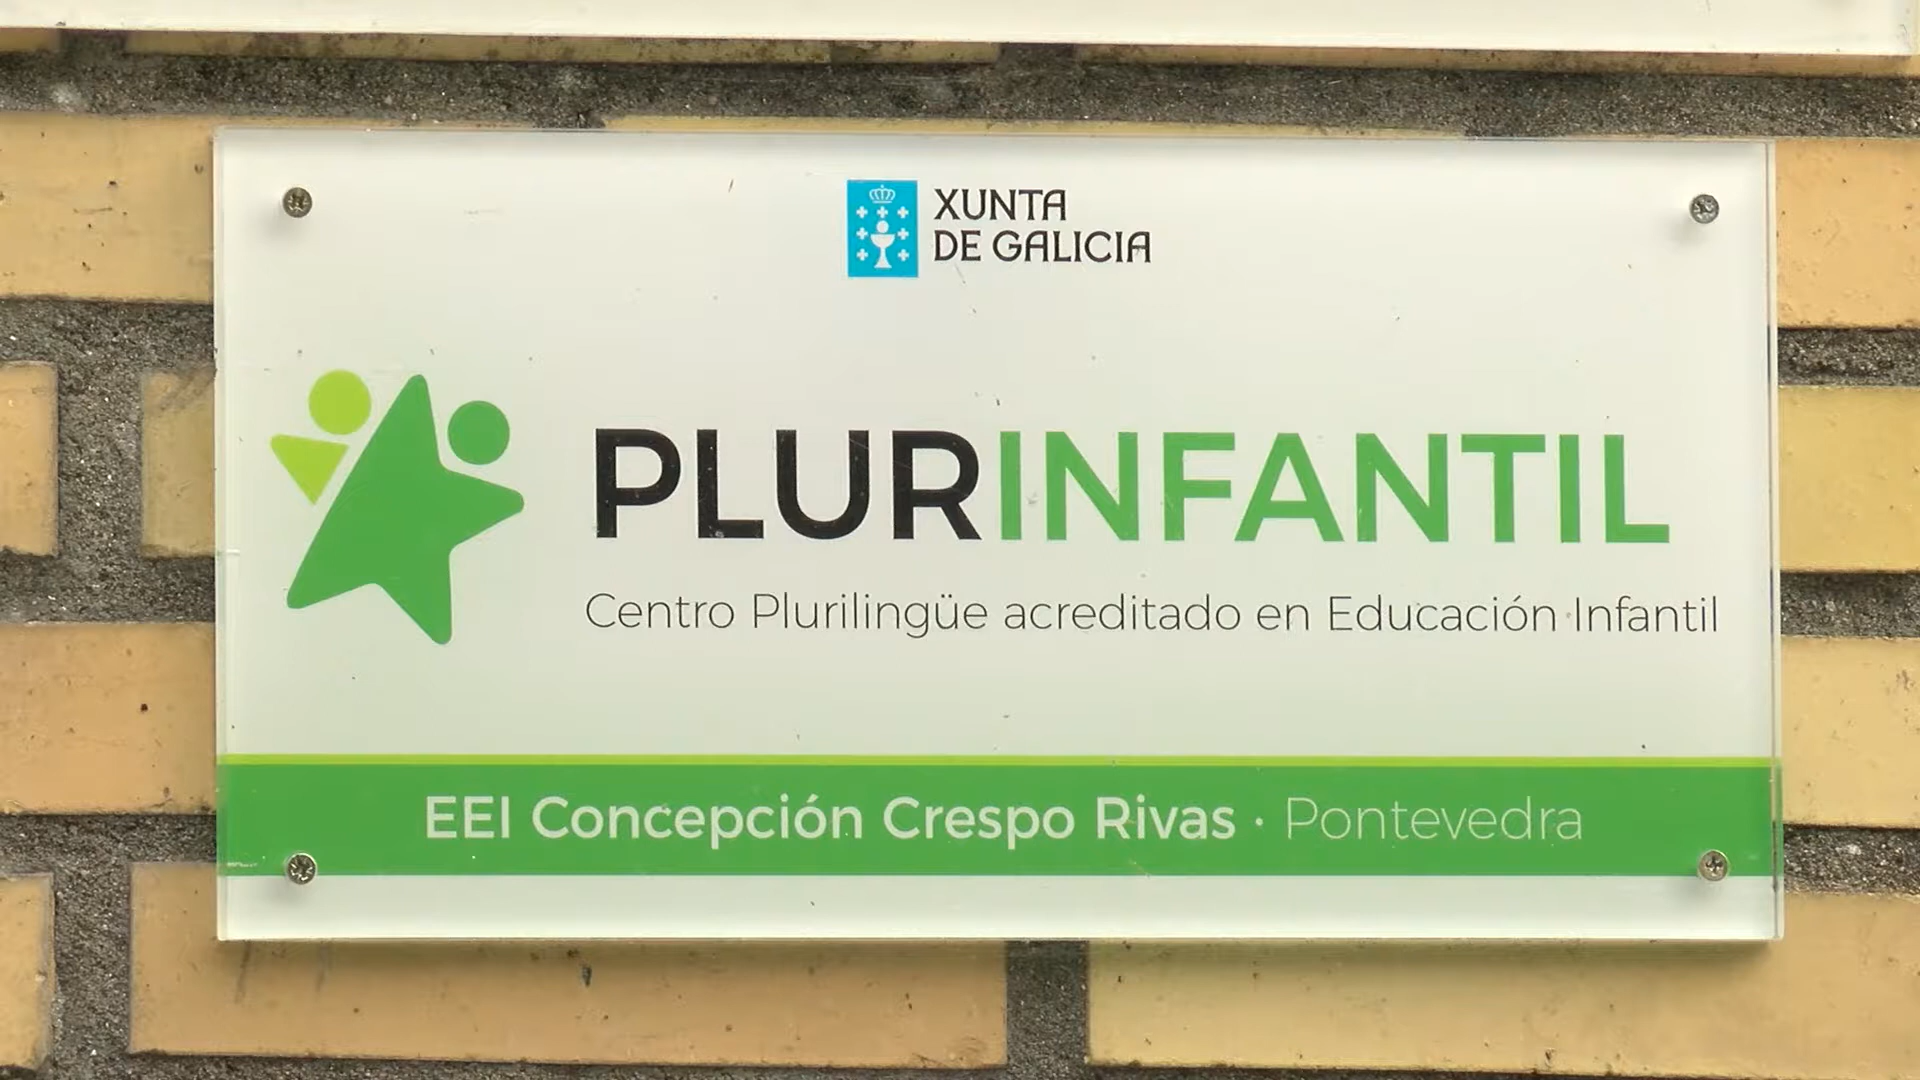 XUNTA
DE GALICIA
PLURINFANTIL
Centro Plurilingüe acreditado en Educación Infantil
EEI Concepción Crespo Rivas · Pontevedra